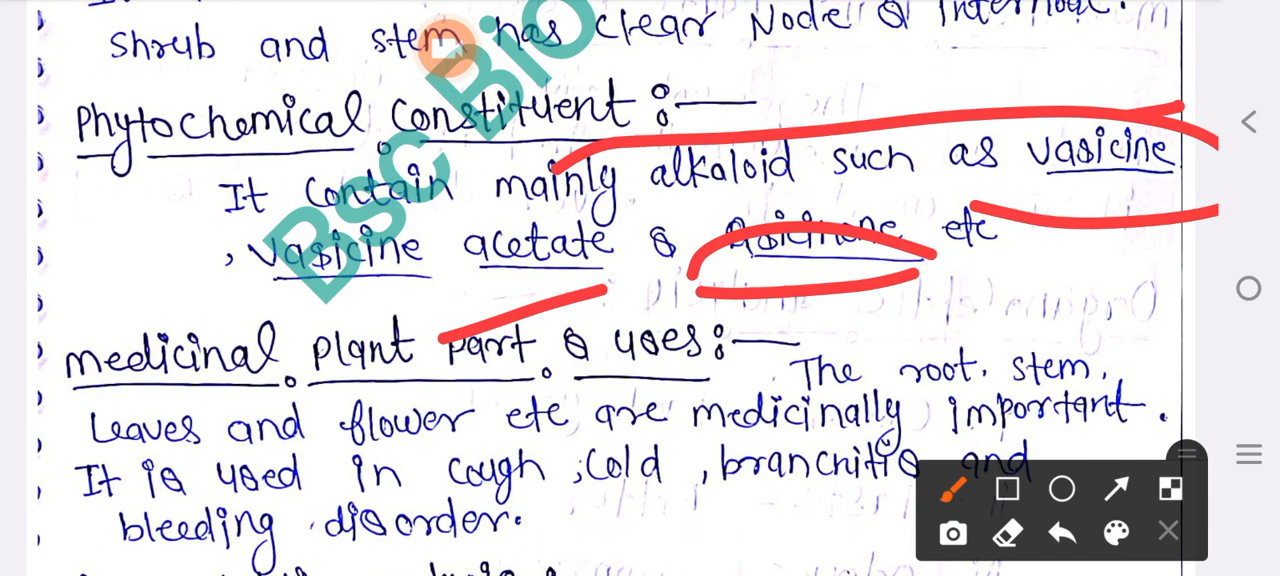 Shrub and stem has clear Node & Internode.
Phytochemical Constituent :—
It contain mainly alkaloid such as vasicine
, vasicine acetate & etc
medicinal plant part & uses :—
The root, stem,
leaves and flower etc are medicinally important.
It is used in cough , cold , branchitis and
bleeding disorder.
BSC Bio